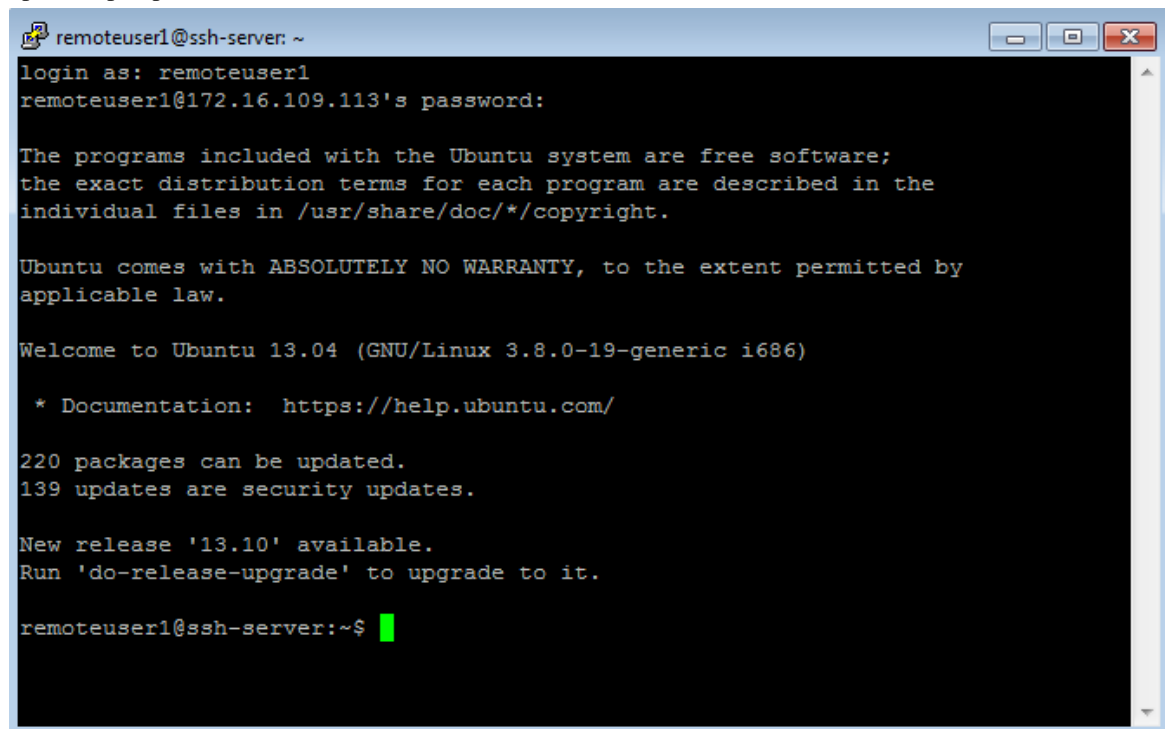 remoteuser1@ssh-server: ~
login as: remoteuser1
remoteuser1@172.16.109.113's password:
The programs included with the Ubuntu system are free software;
the exact distribution terms for each program are described in the
individual files in /usr/share/doc/*/copyright.
Ubuntu comes with ABSOLUTELY NO WARRANTY, to the extent permitted by
applicable law.
Welcome to Ubuntu 13.04 (GNU/Linux 3.8.0-19-generic i686)
* Documentation:  https://help.ubuntu.com/
220 packages can be updated.
139 updates are security updates.
New release '13.10' available.
Run 'do-release-upgrade' to upgrade to it.
remoteuser1@ssh-server:~$